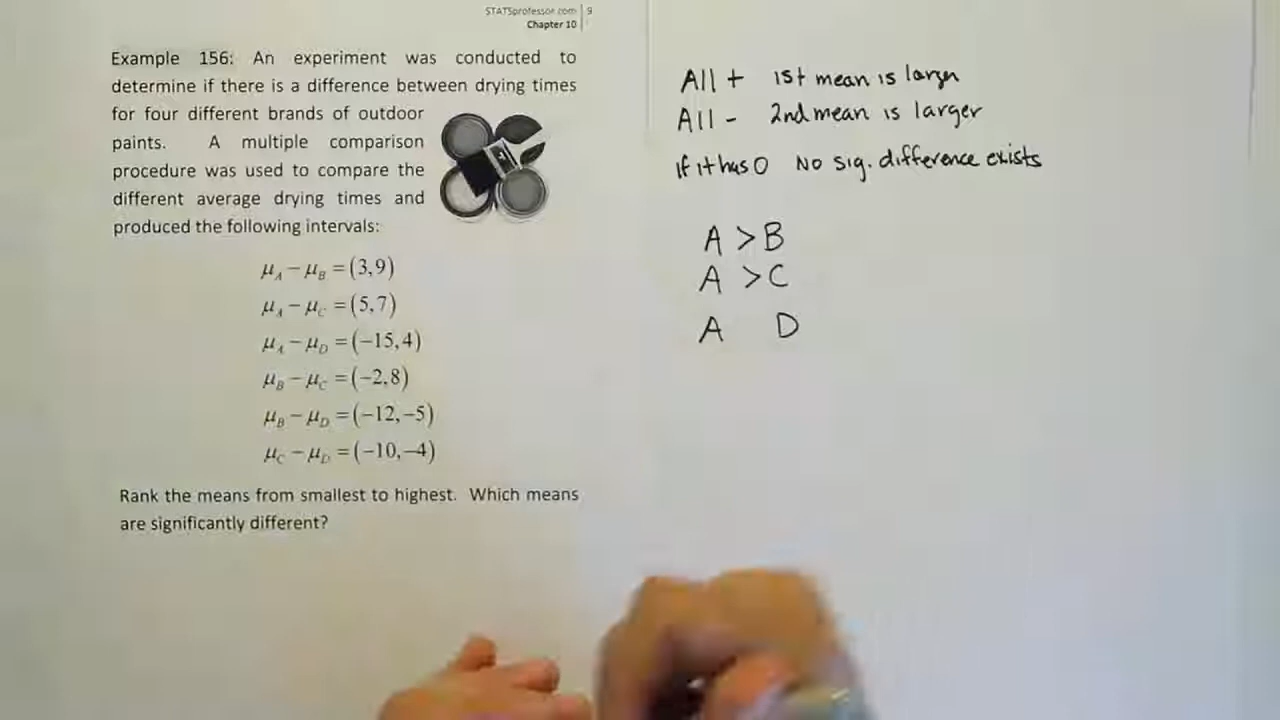 STATSprofessor.com 9
Chapter 10
Example 156: An experiment was conducted to
determine if there is a difference between drying times
for four different brands of outdoor
paints. A multiple comparison
procedure was used to compare the
different average drying times and
produced the following intervals:
μA − μB = (3,9)
μA − μC = (5,7)
μA − μD = (−15,4)
μB − μC = (−2,8)
μB − μD = (−12,−5)
μC − μD = (−10,−4)
Rank the means from smallest to highest. Which means
are significantly different?
All + 1st mean is larger
All - 2nd mean is larger
if it has 0 No sig. difference exists
A > B
A > C
A D